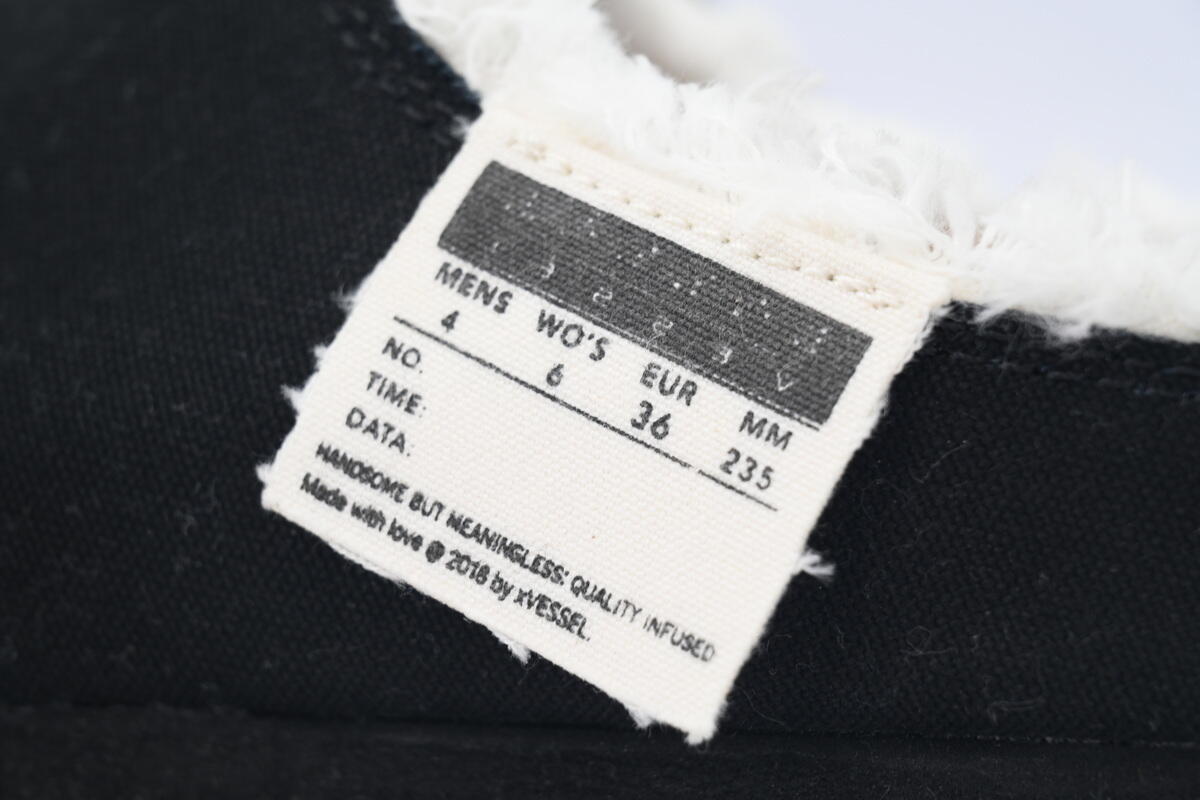 MENS WO'S EUR MM
4 6 36 235
NO.
TIME:
DATA:
HANDSOME BUT MEANINGLESS: QUALITY INFUSED
Made with love @ 2018 by xVESSEL.